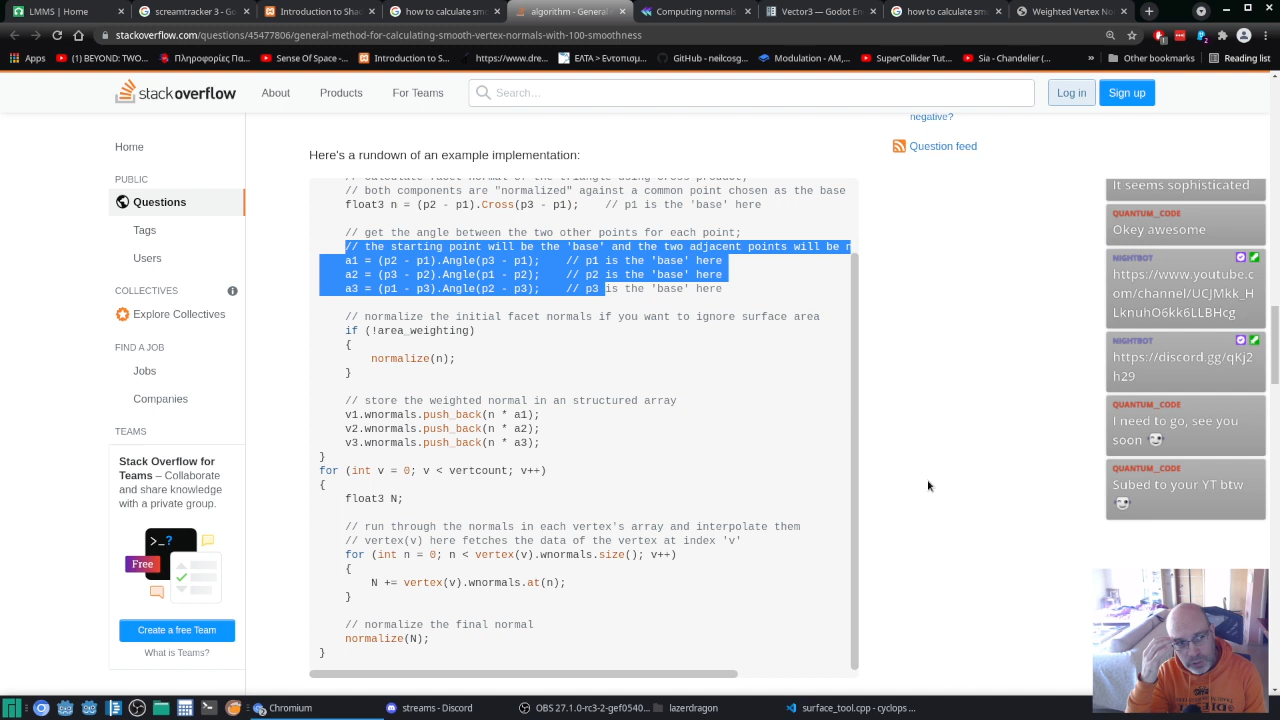 LMMS | Home
screamtracker 3 - Go
Introduction to Sha
how to calculate sm
algorithm - General
Computing normals
Vector3 — Godot En
how to calculate sm
Weighted Vertex No
stackoverflow.com/questions/45477806/general-method-for-calculating-smooth-vertex-normals-with-100-smoothness
Apps
(1) BEYOND: TWO...
Πληροφορίες Πα...
Sense Of Spirit -...
Introduction to S...
https://www.dre...
ΕΛΤΑ > Εντοπισμ...
GitHub — neilcosg...
Modulation - AM,...
SuperCollider Tut...
Sia - Chandelier (...
»
Other bookmarks
Reading list
stackoverflow
About
Products
For Teams
Search...
Log in
Sign up
Home
PUBLIC
Questions
Tags
Users
COLLECTIVES
Explore Collectives
FIND A JOB
Jobs
Companies
TEAMS
Stack Overflow for
Teams – Collaborate
and share knowledge
with a private group.
>_?
Free
Create a free Team
What is Teams?
negative?
Question feed
Here's a rundown of an example implementation:
// calculate facet normal of the triangle using cross product;
// both components are "normalized" against a common point chosen as the base
float3 n = (p2 - p1).Cross(p3 - p1);    // p1 is the 'base' here
// get the angle between the two other points for each point;
// the starting point will be the 'base' and the two adjacent points will be n
a1 = (p2 - p1).Angle(p3 - p1);    // p1 is the 'base' here
a2 = (p3 - p2).Angle(p1 - p2);    // p2 is the 'base' here
a3 = (p1 - p3).Angle(p2 - p3);    // p3 is the 'base' here
// normalize the initial facet normals if you want to ignore surface area
if (!area_weighting)
{
normalize(n);
}
// store the weighted normal in an structured array
v1.wnormals.push_back(n * a1);
v2.wnormals.push_back(n * a2);
v3.wnormals.push_back(n * a3);
}
for (int v = 0; v < vertcount; v++)
{
float3 N;
// run through the normals in each vertex's array and interpolate them
// vertex(v) here fetches the data of the vertex at index 'v'
for (int n = 0; n < vertex(v).wnormals.size(); v++)
{
N += vertex(v).wnormals.at(n);
}
// normalize the final normal
normalize(N);
}
It seems sophisticated
QUANTUM_CODE
Okey awesome
NIGHTBOT
https://www.youtube.c
om/channel/UCJMkk_H
LknuhO6kk6LLBHcg
NIGHTBOT
https://discord.gg/qKj2
h29
QUANTUM_CODE
I need to go, see you
soon
QUANTUM_CODE
Subed to your YT btw
Chromium
streams - Discord
OBS 27.1.0-rc3-2-gef0540...
lazerdragon
surface_tool.cpp - cyclops ...